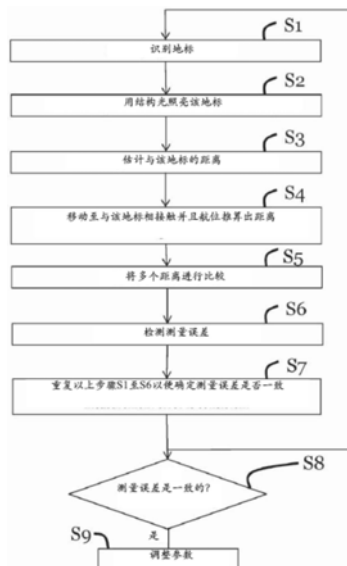 S1
识别地标
S2
用结构光照亮该地标
S3
估计与该地标的距离
S4
移动至与该地标相接触并且航位推算出距离
S5
将多个距离进行比较
S6
检测测量误差
S7
重复以上步骤S1至S6以便确定测量误差是否一致
S8
测量误差是一致的?
S9
是
调整参数